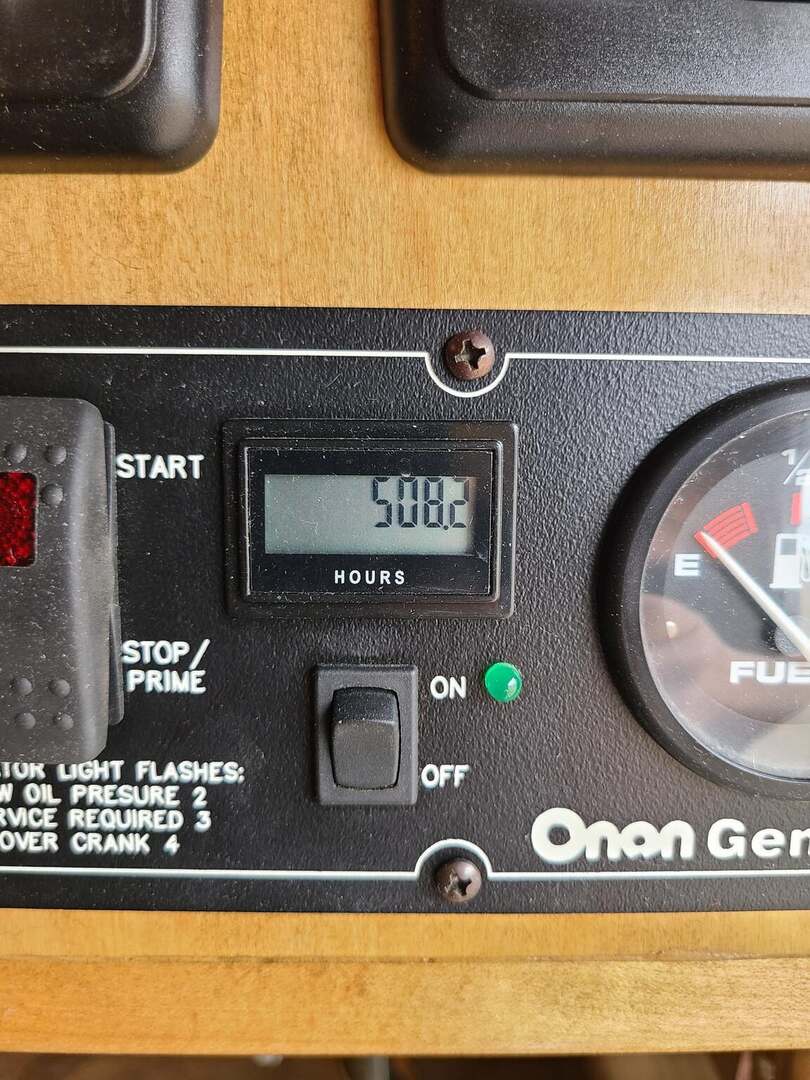 START
508.2
HOURS
STOP/
PRIME
ON
OFF
TOR LIGHT FLASHES:
W OIL PRESURE 2
RVICE REQUIRED 3
OVER CRANK 4
1/2
E
FUE
Onan Gen